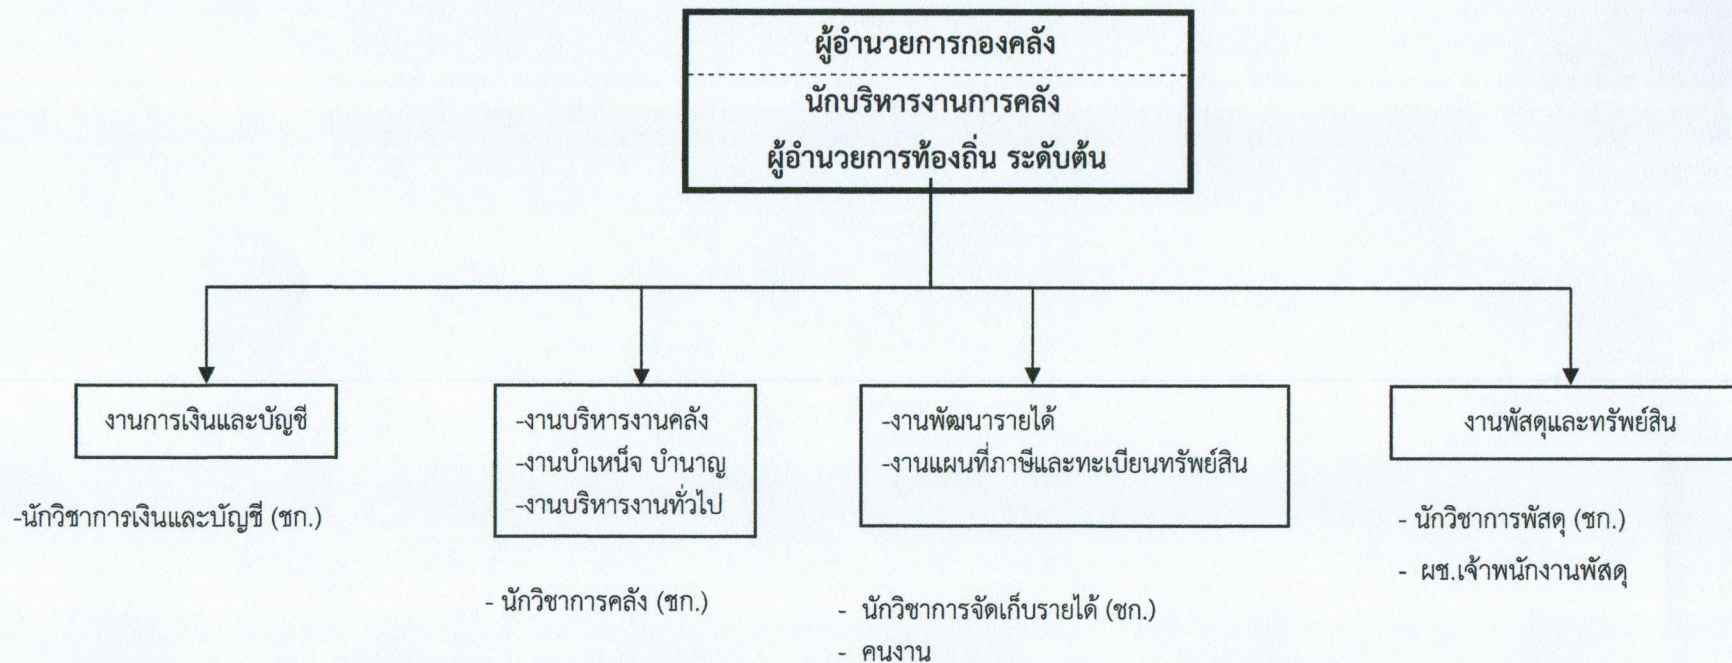 ผู้อำนวยการกองคลัง
นักบริหารงานการคลัง
ผู้อำนวยการท้องถิ่น ระดับต้น
งานการเงินและบัญชี
-นักวิชาการเงินและบัญชี (ชก.)
-งานบริหารงานคลัง
-งานบำเหน็จ บำนาญ
-งานบริหารงานทั่วไป
- นักวิชาการคลัง (ชก.)
-งานพัฒนารายได้
-งานแผนที่ภาษีและทะเบียนทรัพย์สิน
- นักวิชาการจัดเก็บรายได้ (ชก.)
- คนงาน
งานพัสดุและทรัพย์สิน
- นักวิชาการพัสดุ (ชก.)
- ผช.เจ้าพนักงานพัสดุ